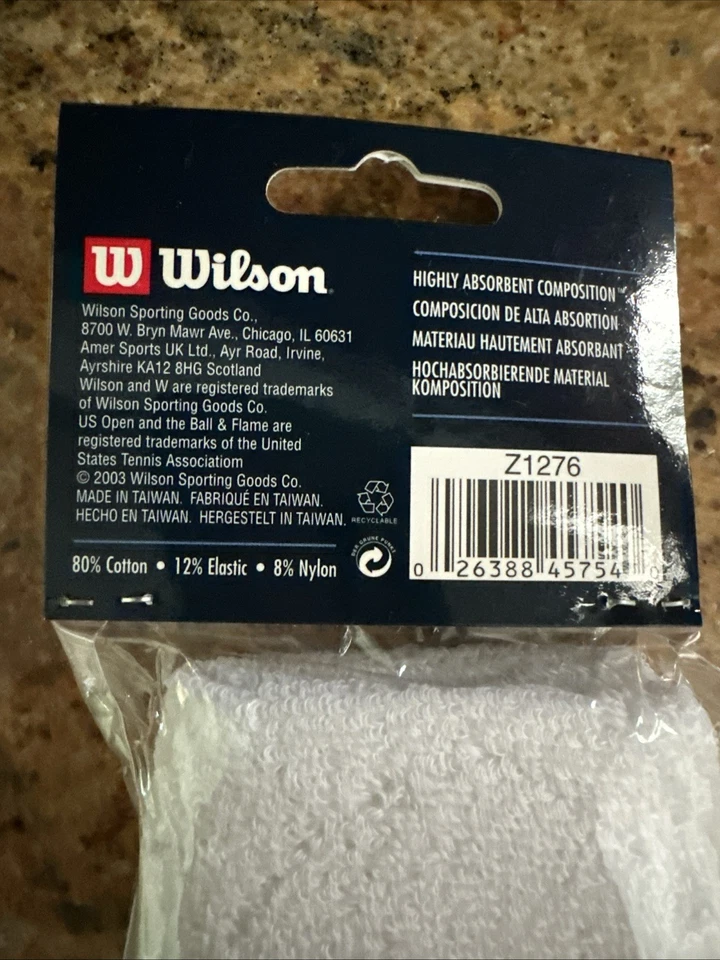 W Wilson
Wilson Sporting Goods Co.,
8700 W. Bryn Mawr Ave., Chicago, IL 60631
Amer Sports UK Ltd., Ayr Road, Irvine,
Ayrshire KA12 8HG Scotland
Wilson and W are registered trademarks
of Wilson Sporting Goods Co.
US Open and the Ball & Flame are
registered trademarks of the United
States Tennis Associatiom
© 2003 Wilson Sporting Goods Co.
MADE IN TAIWAN. FABRIQUÉ EN TAIWAN.
HECHO EN TAIWAN. HERGESTELT IN TAIWAN.
RECYCLABLE
DER GRÜNE PUNKT
80% Cotton • 12% Elastic • 8% Nylon
HIGHLY ABSORBENT COMPOSITION™
COMPOSICION DE ALTA ABSORTION
MATERIAU HAUTEMENT ABSORBANT
HOCHABSORBIERENDE MATERIAL
KOMPOSITION
Z1276
0 26388 45754 0